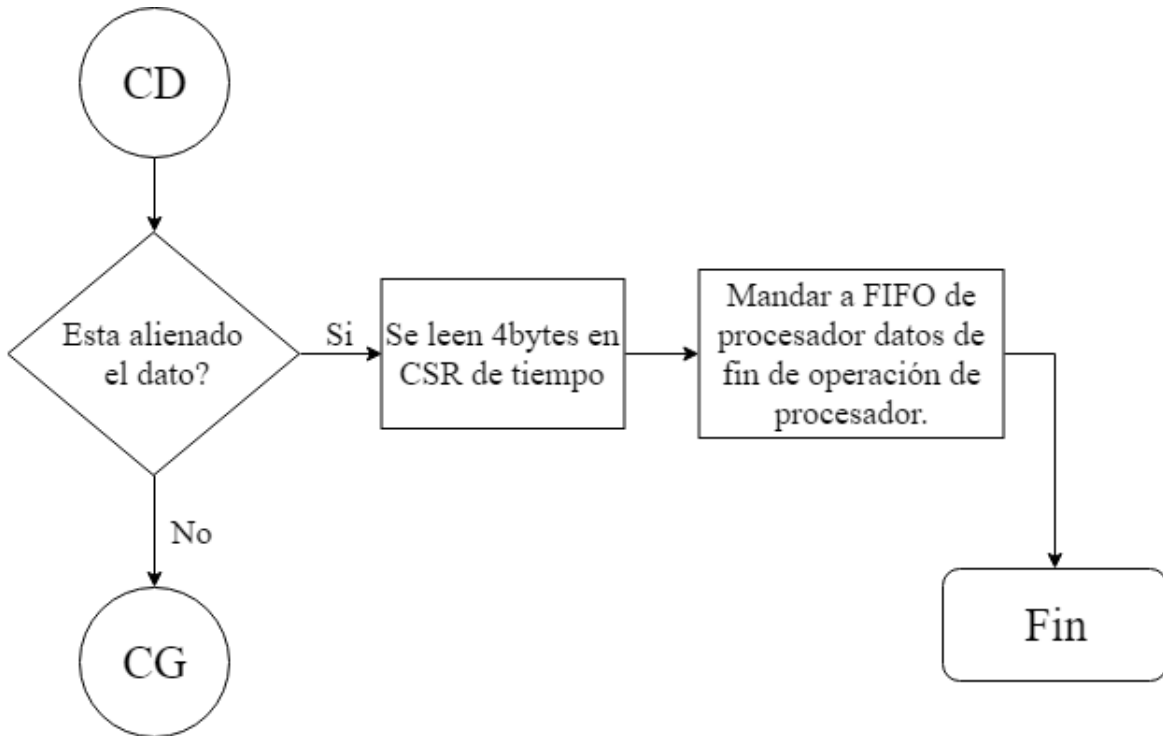 CD
Esta alienado
el dato?
Si
Se leen 4bytes en
CSR de tiempo
Mandar a FIFO de
procesador datos de
fin de operación de
procesador.
No
CG
Fin